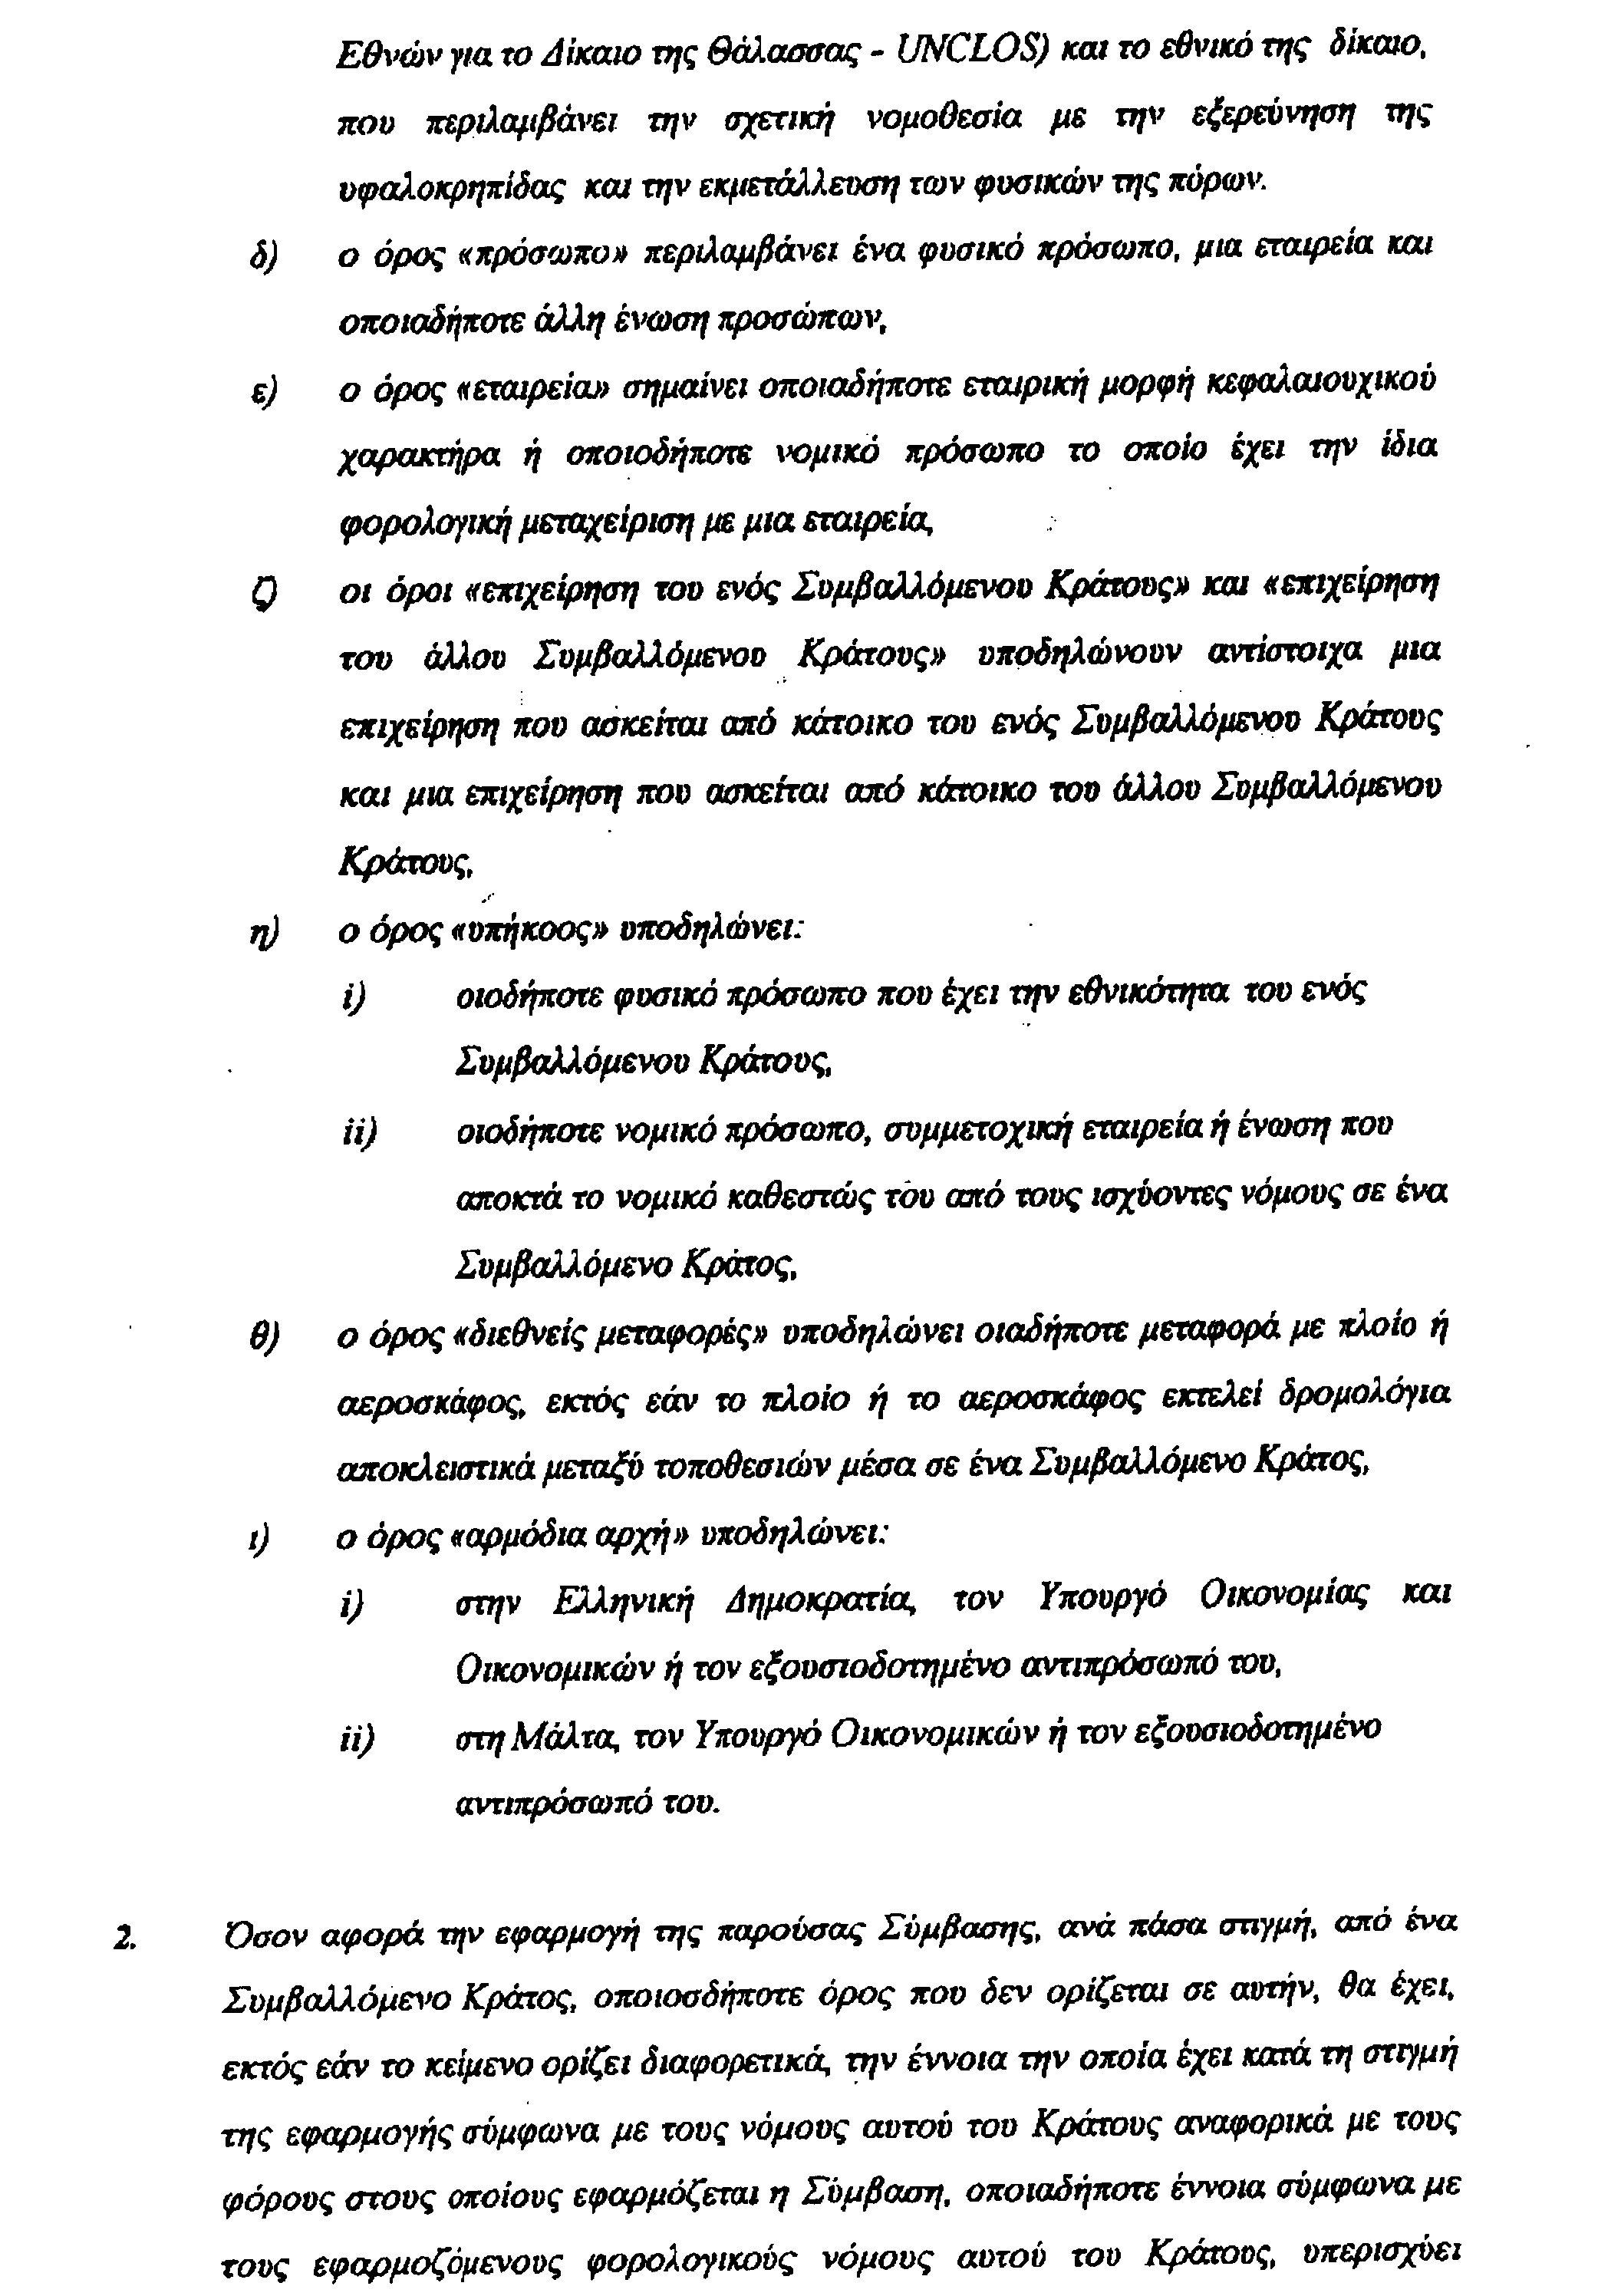 Εθνών για το Δίκαιο της Θάλασσας - UNCLOS) και το εθνικό της δίκαιο,
που περιλαμβάνει την σχετική νομοθεσία με την εξερεύνηση της
υφαλοκρηπίδας και την εκμετάλλευση των φυσικών της πόρων.
δ) ο όρος «πρόσωπο» περιλαμβάνει ένα φυσικό πρόσωπο, μια εταιρεία και
οποιαδήποτε άλλη ένωση προσώπων,
ε) ο όρος «εταιρεία» σημαίνει οποιαδήποτε εταιρική μορφή κεφαλαιουχικού
χαρακτήρα ή οποιοδήποτε νομικό πρόσωπο το οποίο έχει την ίδια
φορολογική μεταχείριση με μια εταιρεία,
ζ) οι όροι «επιχείρηση του ενός Συμβαλλόμενου Κράτους» και «επιχείρηση
του άλλου Συμβαλλόμενου Κράτους» υποδηλώνουν αντίστοιχα μια
επιχείρηση που ασκείται από κάτοικο του ενός Συμβαλλόμενου Κράτους
και μια επιχείρηση που ασκείται από κάτοικο του άλλου Συμβαλλόμενου
Κράτους,
η) ο όρος «υπήκοος» υποδηλώνει:
i) οιοδήποτε φυσικό πρόσωπο που έχει την εθνικότητα του ενός
Συμβαλλόμενου Κράτους,
ii) οιοδήποτε νομικό πρόσωπο, συμμετοχική εταιρεία ή ένωση που
αποκτά το νομικό καθεστώς του από τους ισχύοντες νόμους σε ένα
Συμβαλλόμενο Κράτος,
θ) ο όρος «διεθνείς μεταφορές» υποδηλώνει οιαδήποτε μεταφορά με πλοίο ή
αεροσκάφος, εκτός εάν το πλοίο ή το αεροσκάφος εκτελεί δρομολόγια
αποκλειστικά μεταξύ τοποθεσιών μέσα σε ένα Συμβαλλόμενο Κράτος,
ι) ο όρος «αρμόδια αρχή» υποδηλώνει:
i) στην Ελληνική Δημοκρατία, τον Υπουργό Οικονομίας και
Οικονομικών ή τον εξουσιοδοτημένο αντιπρόσωπό του,
ii) στη Μάλτα, τον Υπουργό Οικονομικών ή τον εξουσιοδοτημένο
αντιπρόσωπό του.
2. Όσον αφορά την εφαρμογή της παρούσας Σύμβασης, ανά πάσα στιγμή, από ένα
Συμβαλλόμενο Κράτος, οποιοσδήποτε όρος που δεν ορίζεται σε αυτήν, θα έχει,
εκτός εάν το κείμενο ορίζει διαφορετικά, την έννοια την οποία έχει κατά τη στιγμή
της εφαρμογής σύμφωνα με τους νόμους αυτού του Κράτους αναφορικά με τους
φόρους στους οποίους εφαρμόζεται η Σύμβαση, οποιαδήποτε έννοια σύμφωνα με
τους εφαρμοζόμενους φορολογικούς νόμους αυτού του Κράτους, υπερισχύει